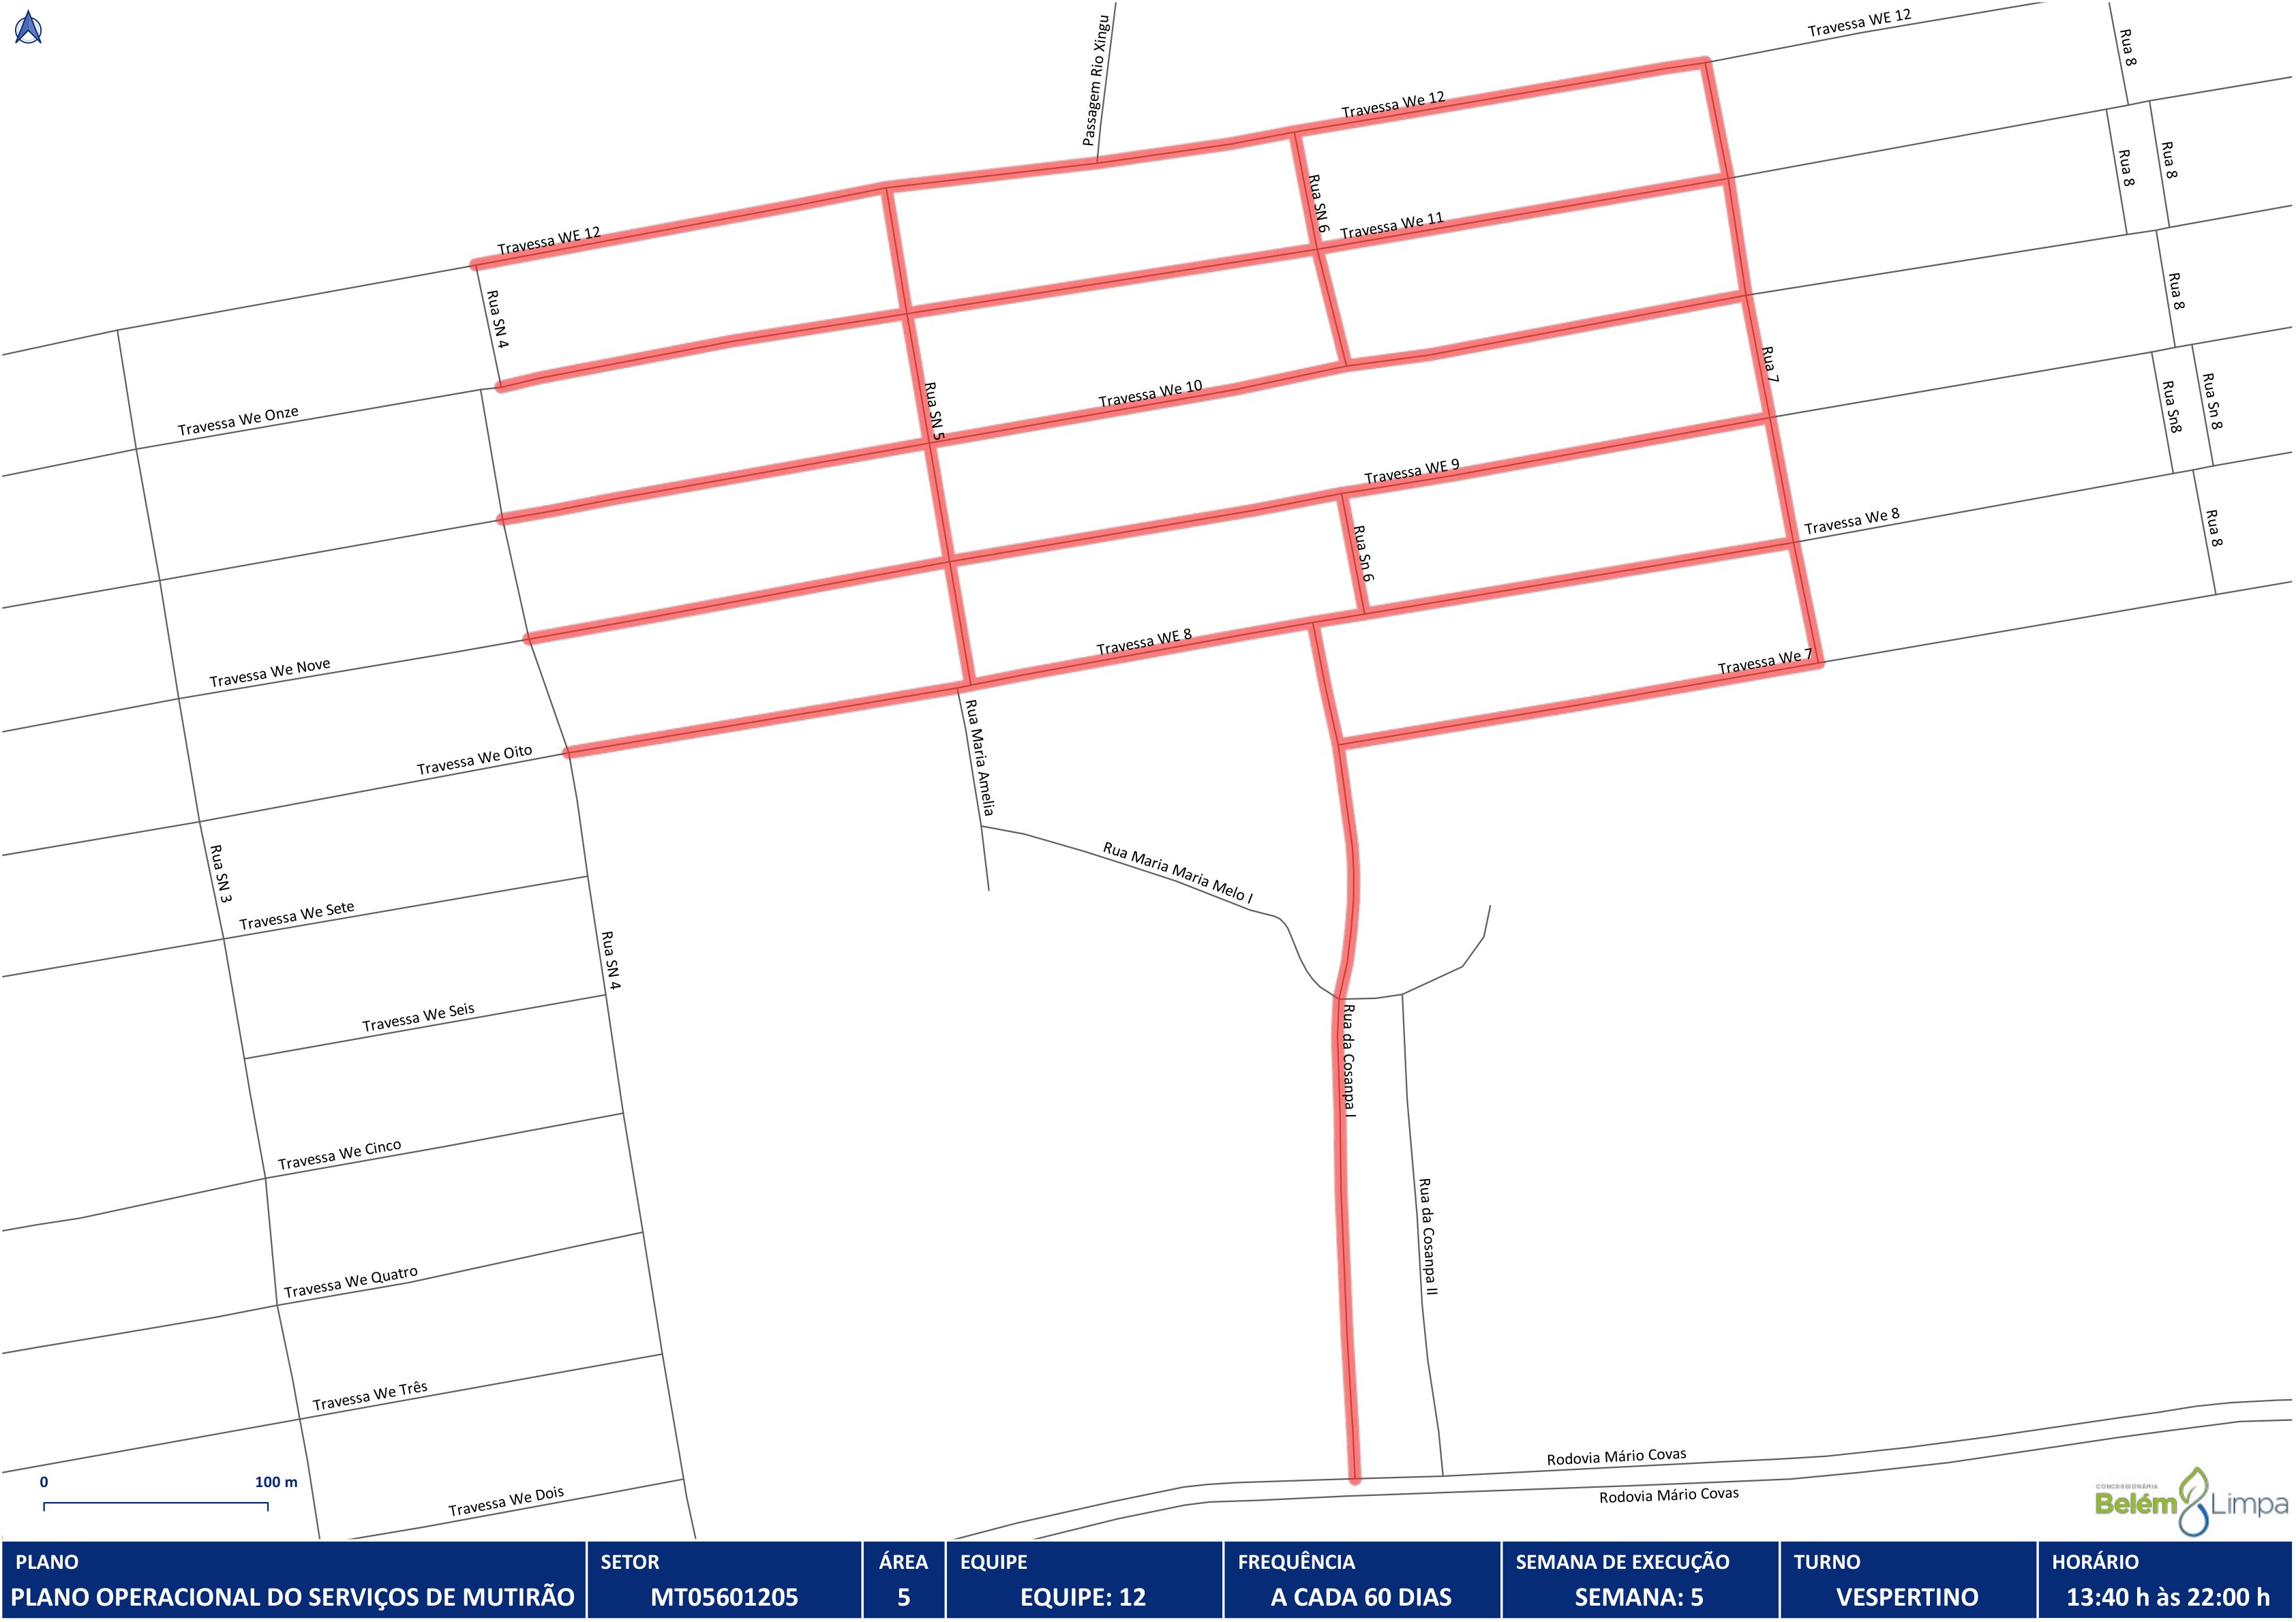 Travessa WE 12
Rua 8
Passagem Rio Xingu
Travessa We 12
Rua 8
Rua 8
Rua SN 6
Travessa We 11
Travessa WE 12
Rua SN 4
Rua 8
Rua 7
Travessa We 10
Rua SN 5
Rua Sn8
Rua Sn 8
Travessa We Onze
Travessa WE 9
Travessa We 8
Rua 8
Rua Sn 6
Travessa WE 8
Travessa We 7
Travessa We Nove
Travessa We Oito
Rua Maria Amelia
Rua Maria Maria Melo I
Rua SN 3
Travessa We Sete
Rua SN 4
Travessa We Seis
Rua da Cosanpa I
Travessa We Cinco
Rua da Cosanpa II
Travessa We Quatro
Travessa We Três
Rodovia Mário Covas
0 100 m
Travessa We Dois
Rodovia Mário Covas
CONCESSIONÁRIA
Belém Limpa
PLANO
PLANO OPERACIONAL DO SERVIÇOS DE MUTIRÃO
SETOR
MT05601205
ÁREA
5
EQUIPE
EQUIPE: 12
FREQUÊNCIA
A CADA 60 DIAS
SEMANA DE EXECUÇÃO
SEMANA: 5
TURNO
VESPERTINO
HORÁRIO
13:40 h às 22:00 h